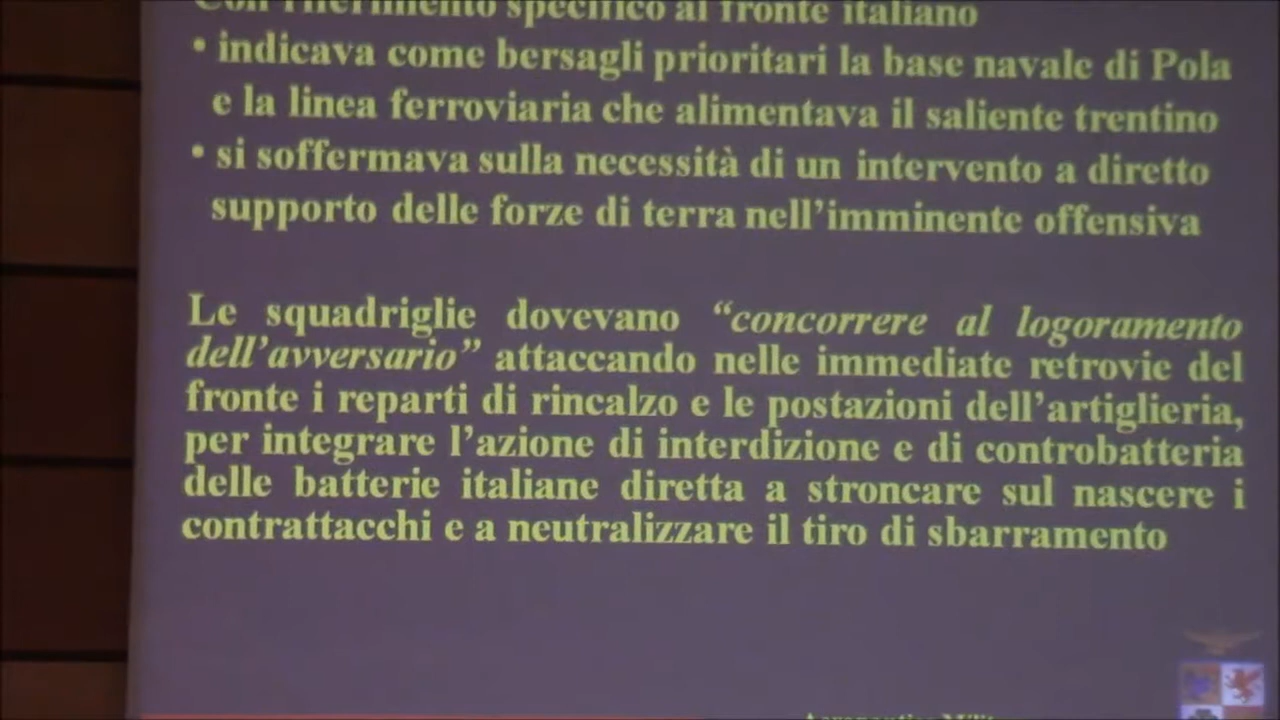 Con riferimento specifico al fronte italiano
• indicava come bersagli prioritari la base navale di Pola
e la linea ferroviaria che alimentava il saliente trentino
• si soffermava sulla necessità di un intervento a diretto
supporto delle forze di terra nell’imminente offensiva
Le squadriglie dovevano “concorrere al logoramento
dell’avversario” attaccando nelle immediate retrovie del
fronte i reparti di rincalzo e le postazioni dell’artiglieria,
per integrare l’azione di interdizione e di controbatteria
delle batterie italiane diretta a stroncare sul nascere i
contrattacchi e a neutralizzare il tiro di sbarramento